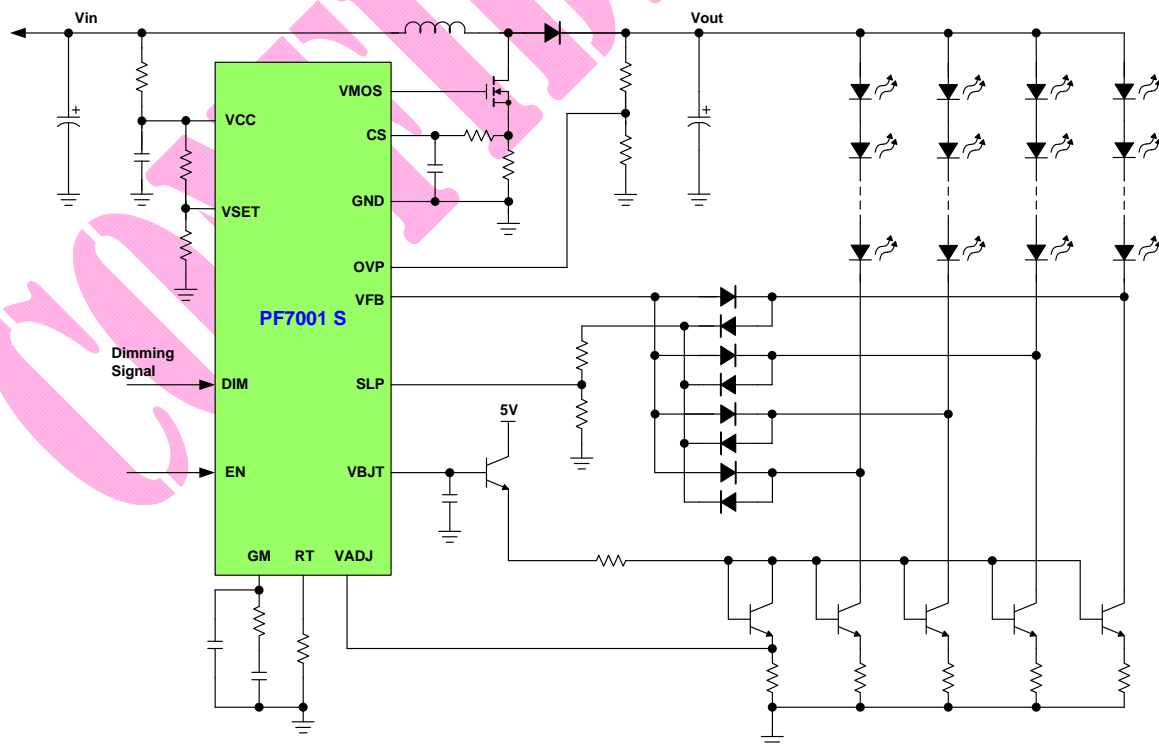 Vin
Vout
VMOS
VCC
CS
VSET
GND
OVP
VFB
PF7001 S
Dimming
Signal
DIM
SLP
5V
EN
VBJT
GM
RT
VADJ
+
+